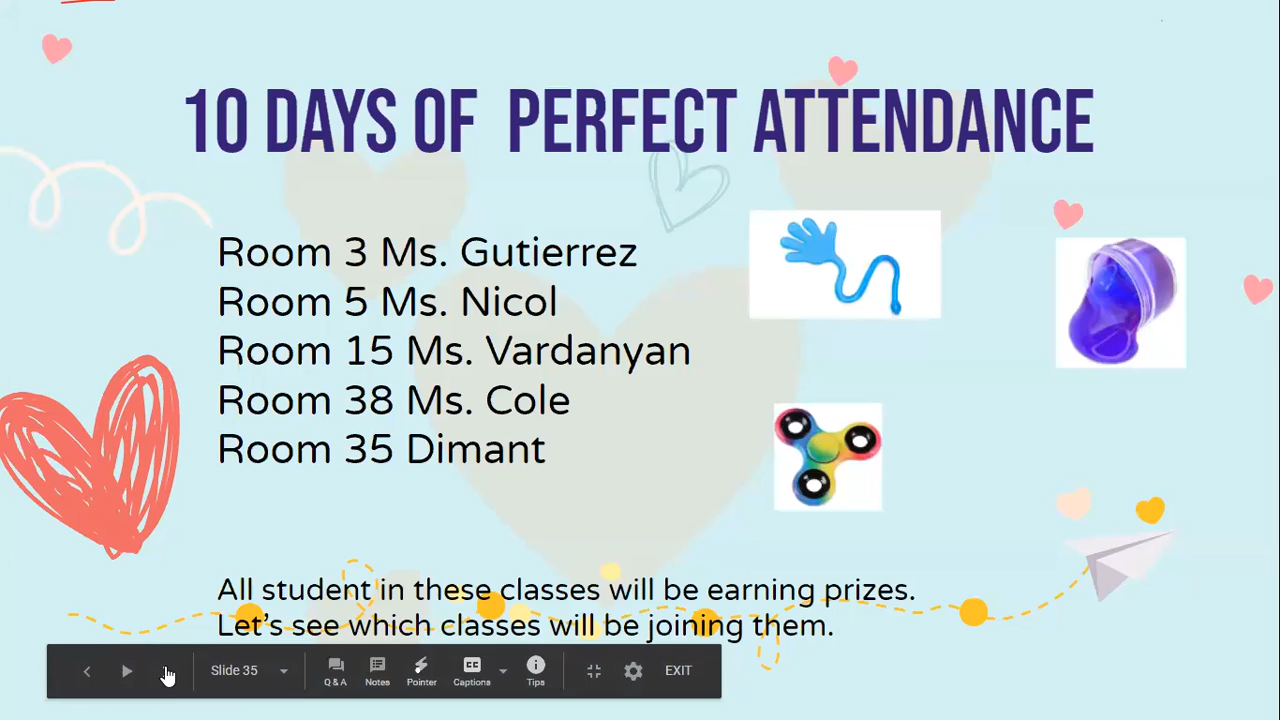 10 DAYS OF PERFECT ATTENDANCE
Room 3 Ms. Gutierrez
Room 5 Ms. Nicol
Room 15 Ms. Vardanyan
Room 38 Ms. Cole
Room 35 Dimant
All student in these classes will be earning prizes.
Let's see which classes will be joining them.
Slide 35
Q & A
Notes
Pointer
CC
Captions
Tips
EXIT